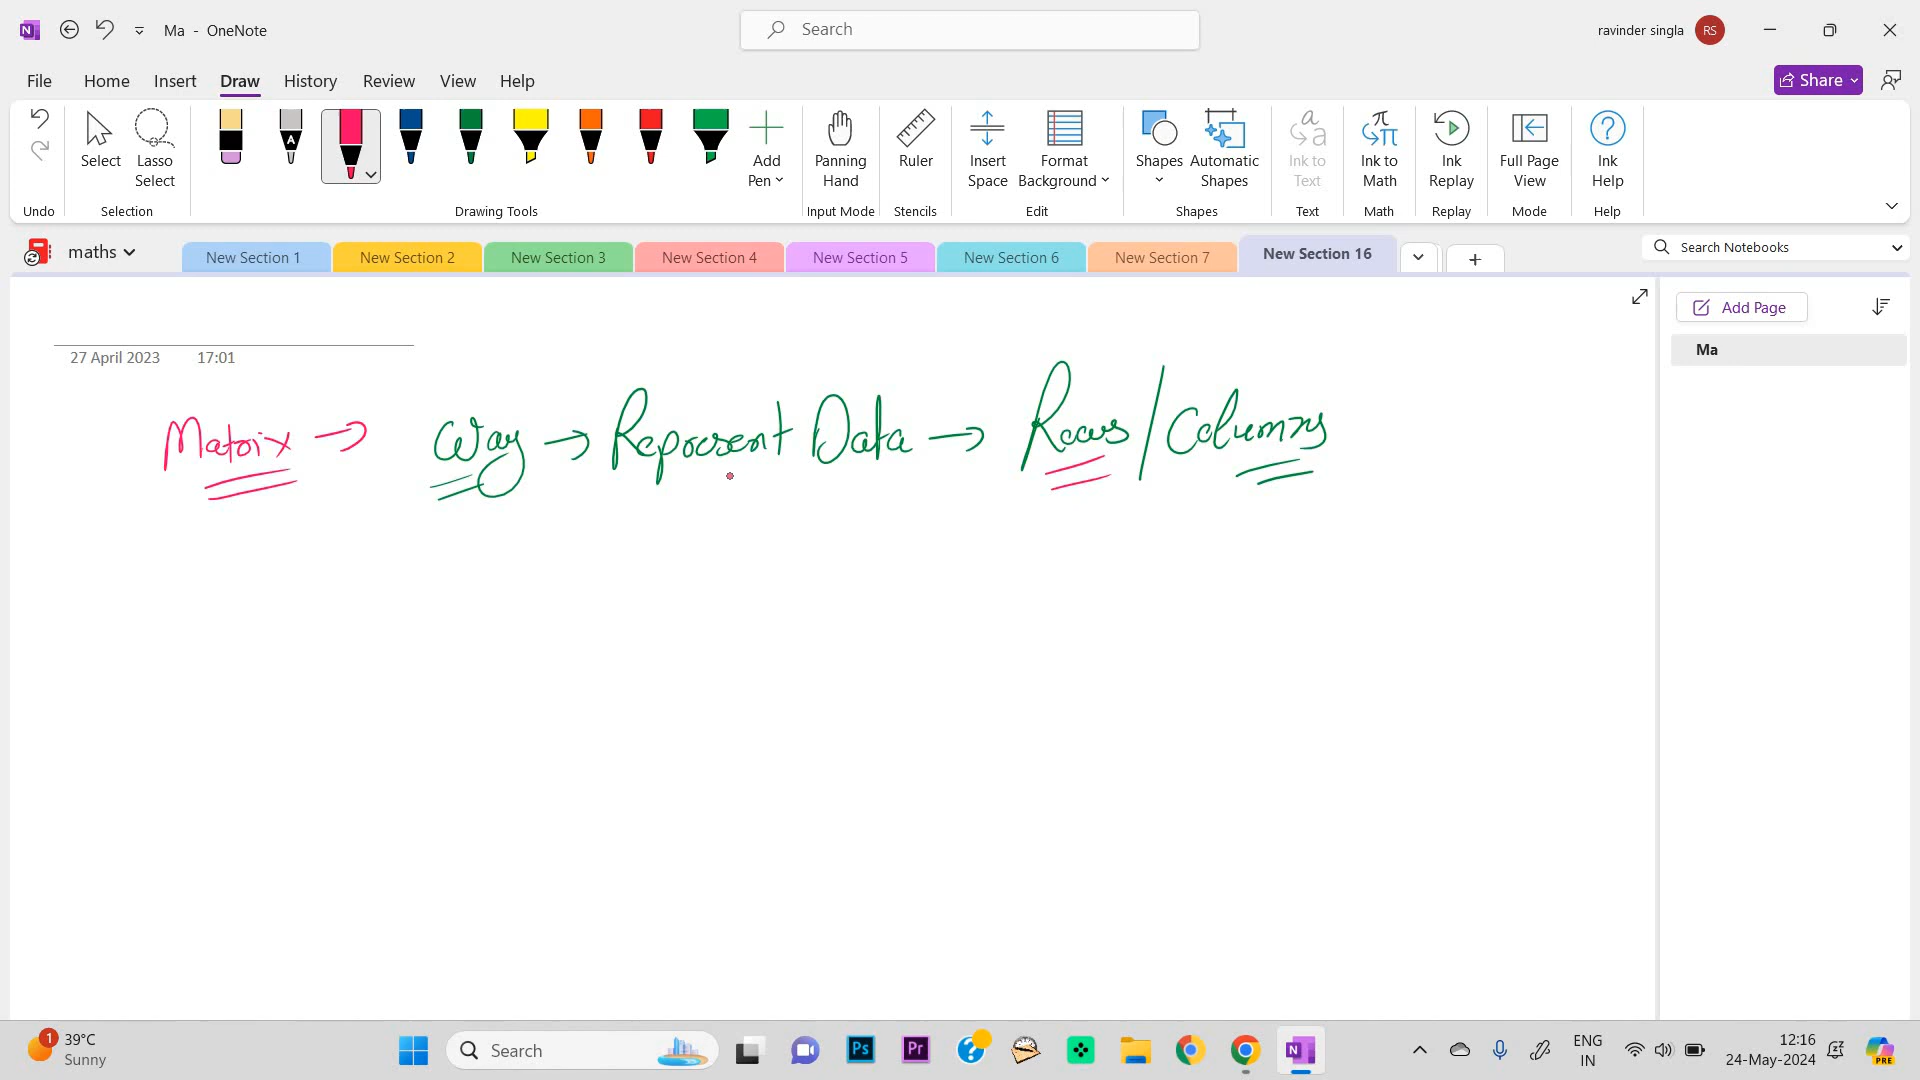 Ma - OneNote
Search
ravinder singla RS
File Home Insert Draw History Review View Help
Share
Undo
Select
Lasso Select
Selection
A
Drawing Tools
Add Pen
Panning Hand
Input Mode
Ruler
Stencils
Insert Space
Format Background
Edit
Shapes
Automatic Shapes
Shapes
Ink to Text
Text
Ink to Math
Math
Ink Replay
Replay
Full Page View
Mode
Ink Help
Help
maths
New Section 1 New Section 2 New Section 3 New Section 4 New Section 5 New Section 6 New Section 7 New Section 16 +
Search Notebooks
Add Page
Ma
27 April 2023 17:01
Matrix → Way → Represent Data → Rows / Columns
1 39°C
Sunny
Search
Ps Pr
ENG IN
12:16
24-May-2024
PRE